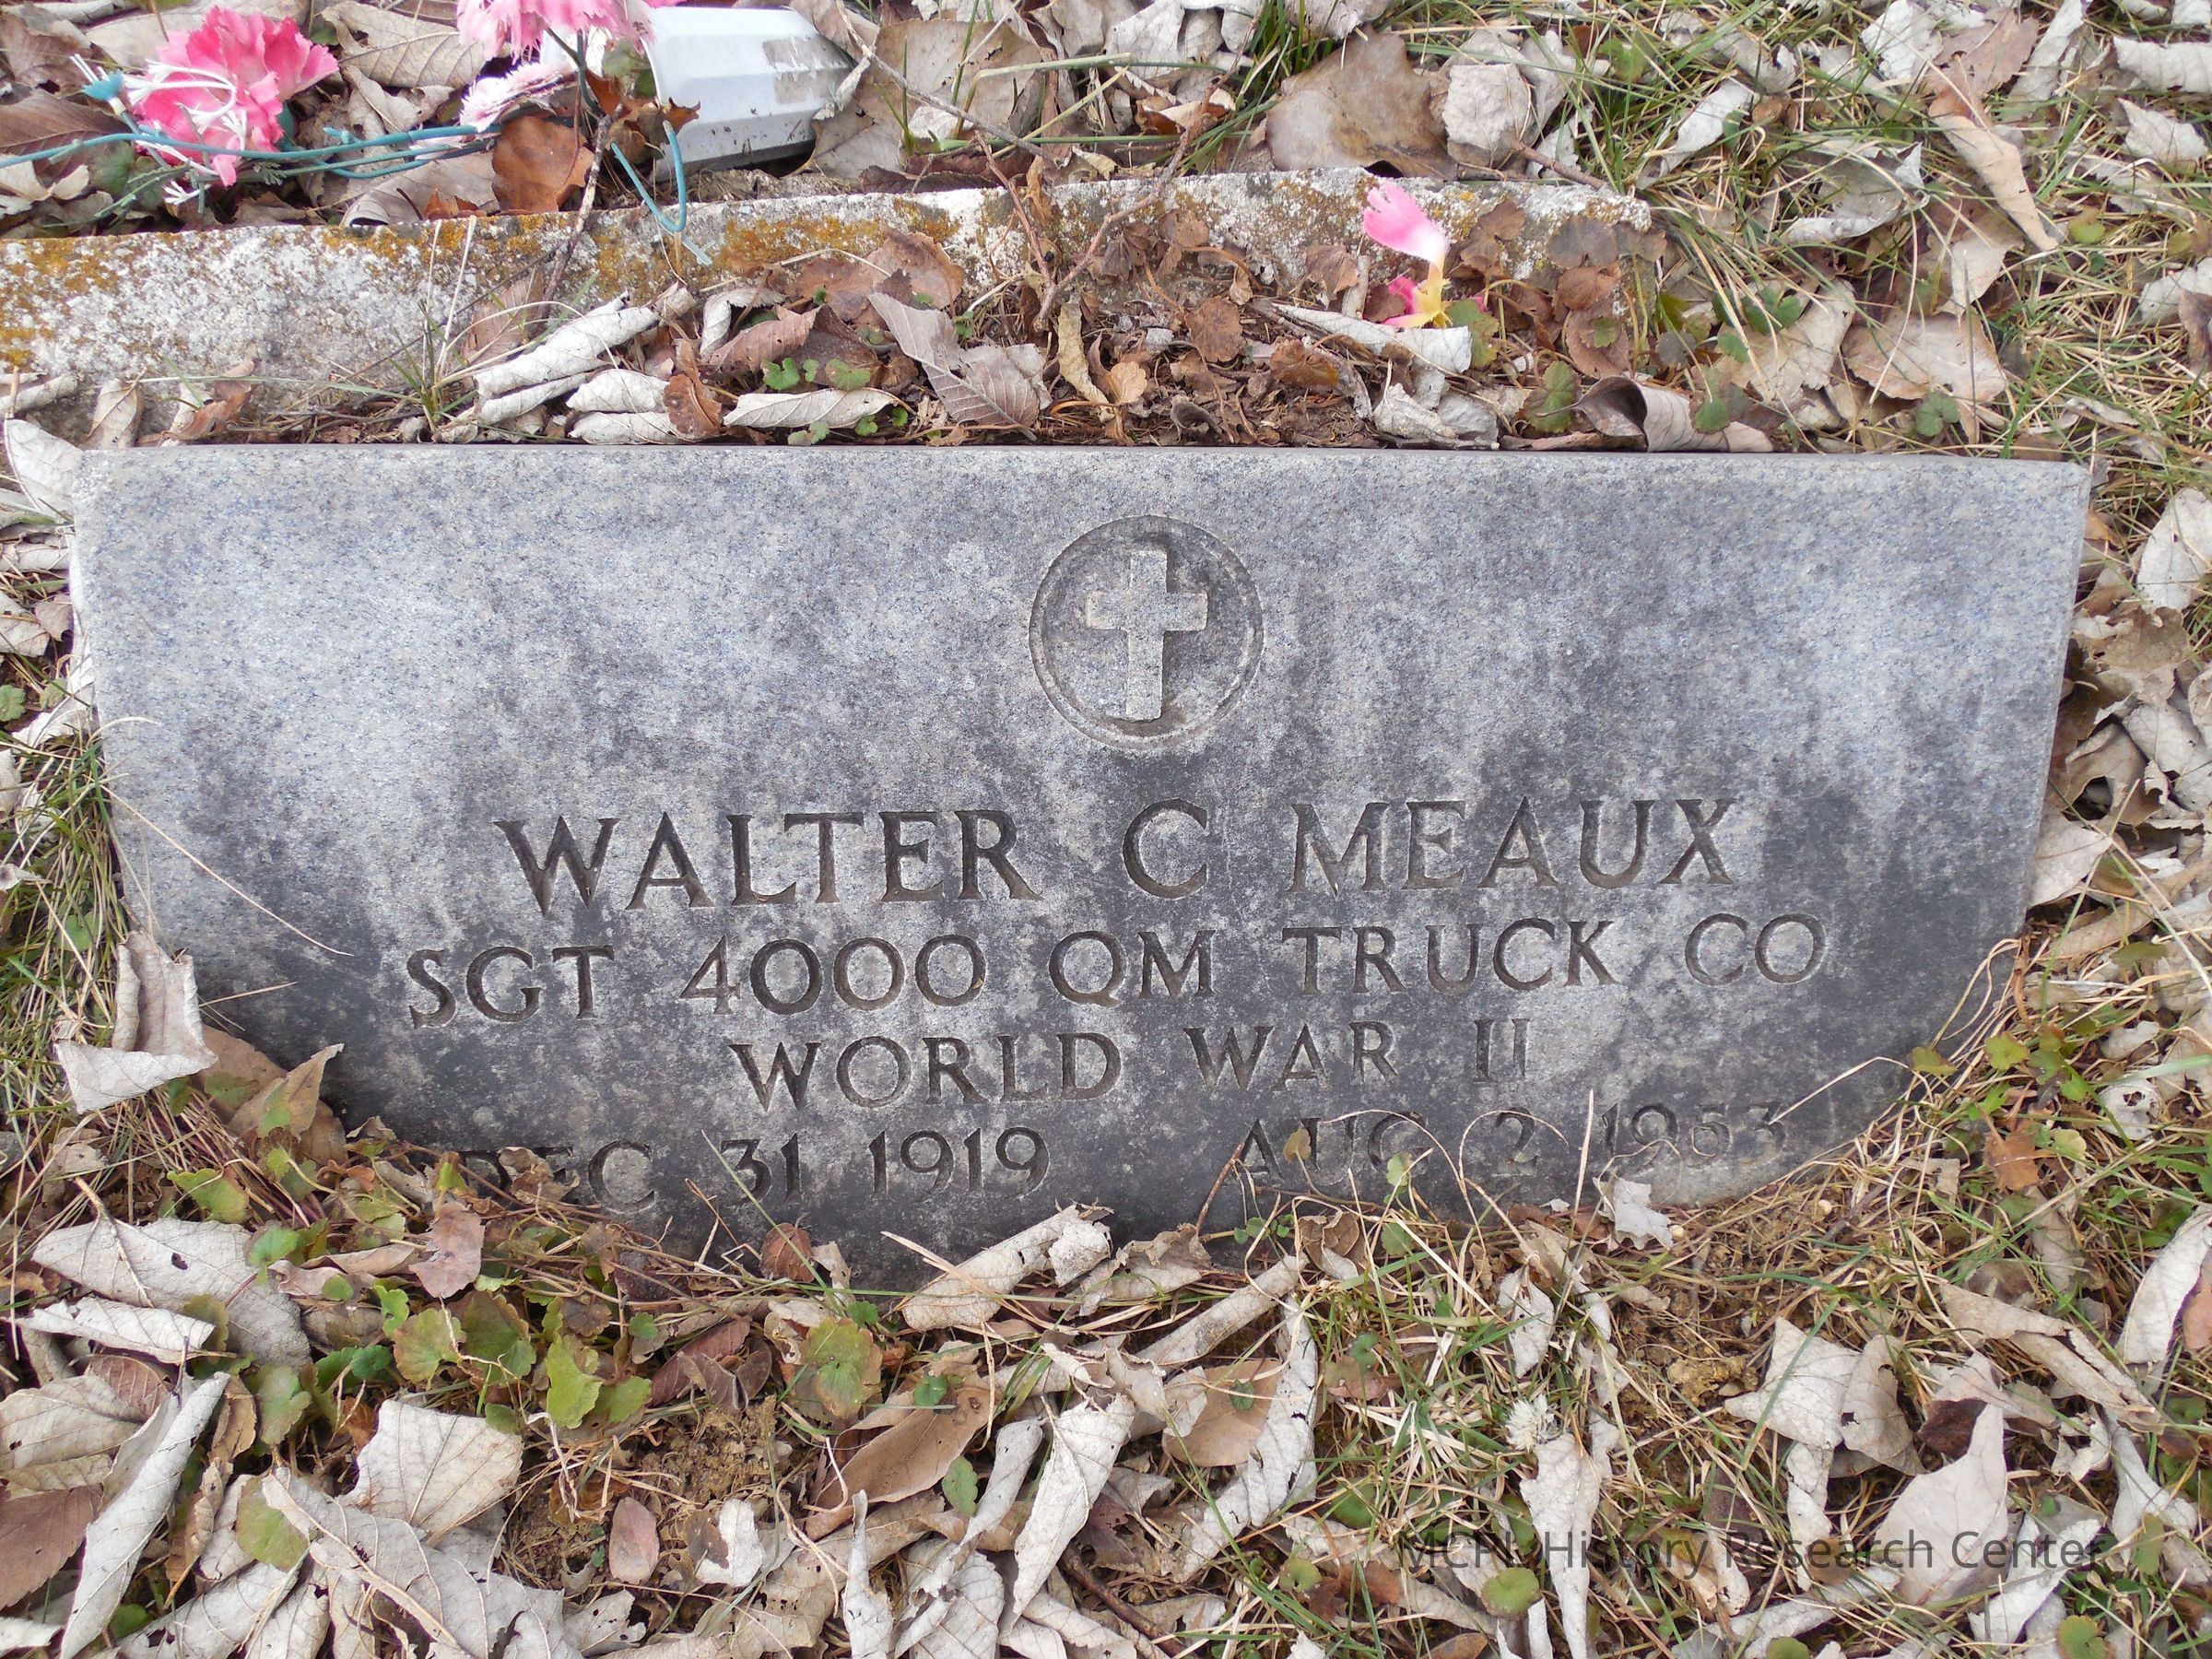 WALTER C MEAUX
SGT 4000 QM TRUCK CO
WORLD WAR II
DEC 31 1919 AUG 2 1953
MCPL History Research Center